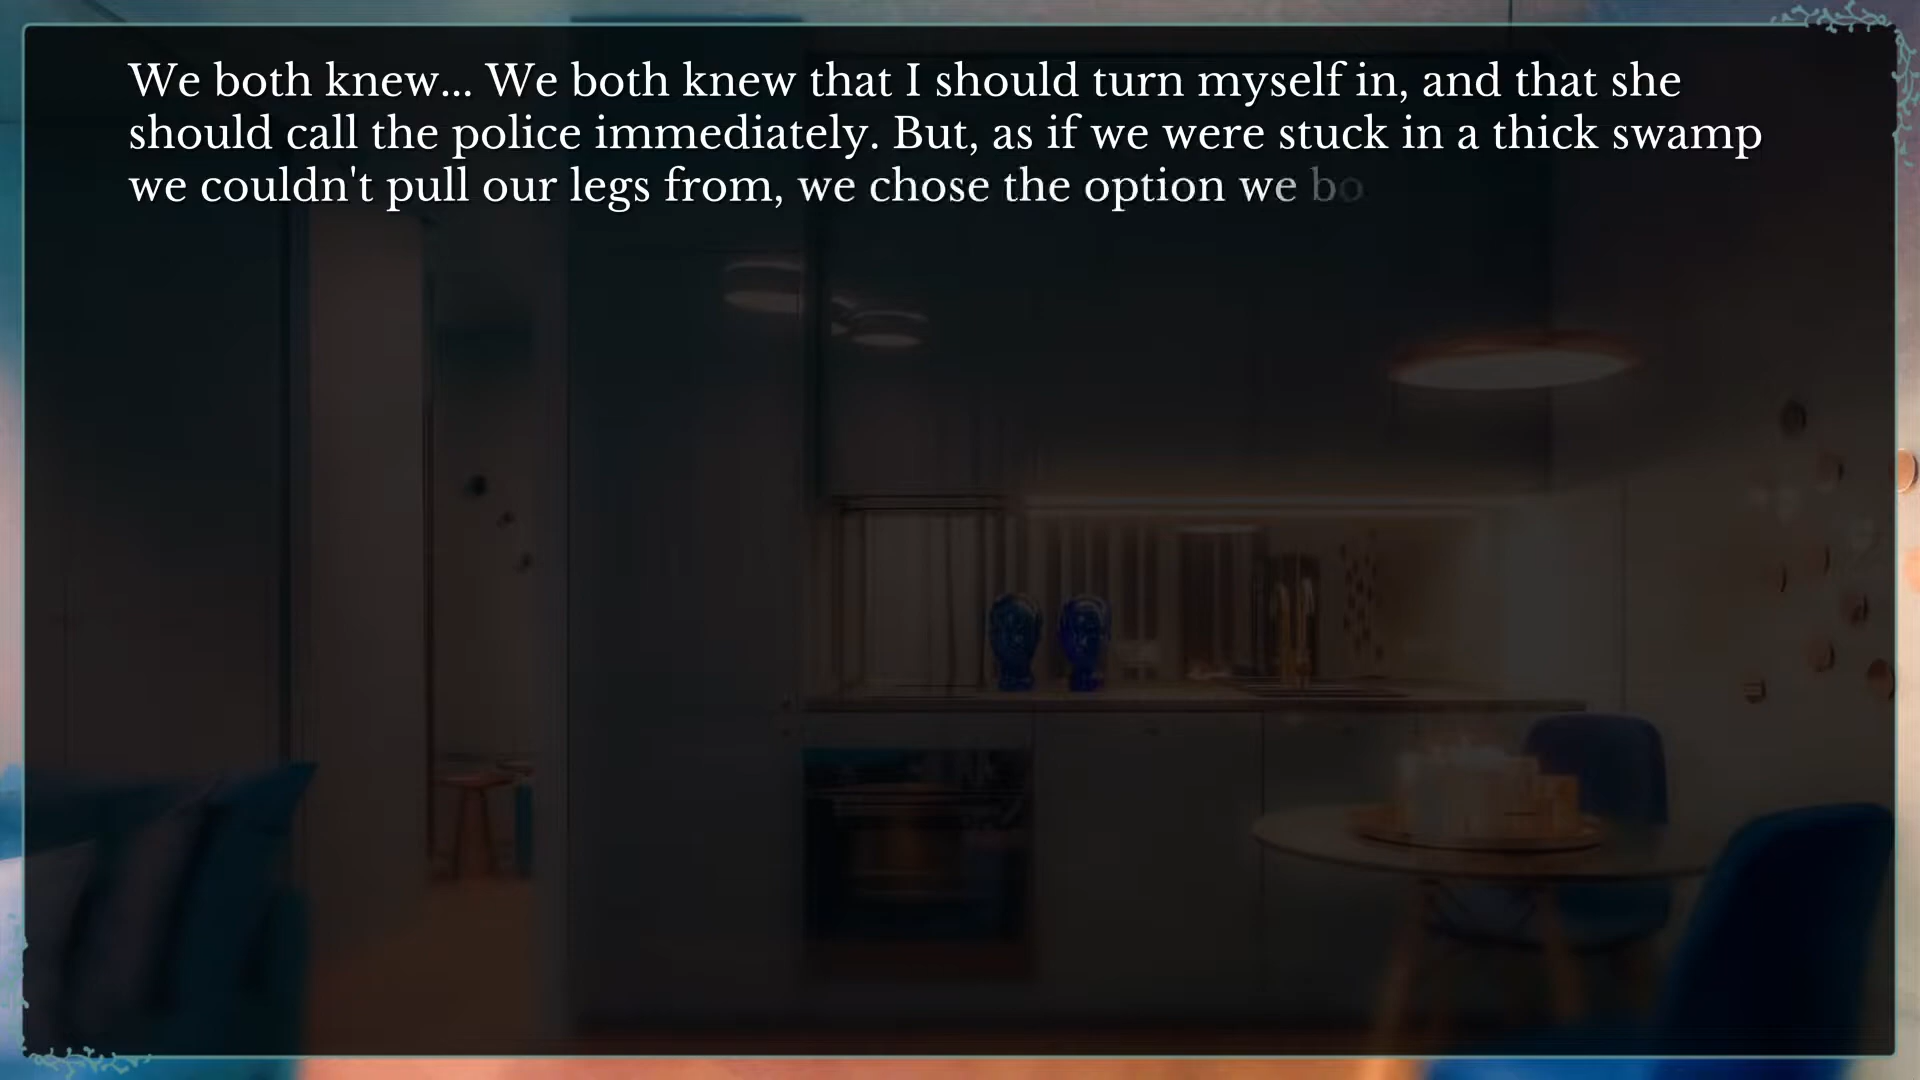 We both knew... We both knew that I should turn myself in, and that she
should call the police immediately. But, as if we were stuck in a thick swamp
we couldn't pull our legs from, we chose the option we bo